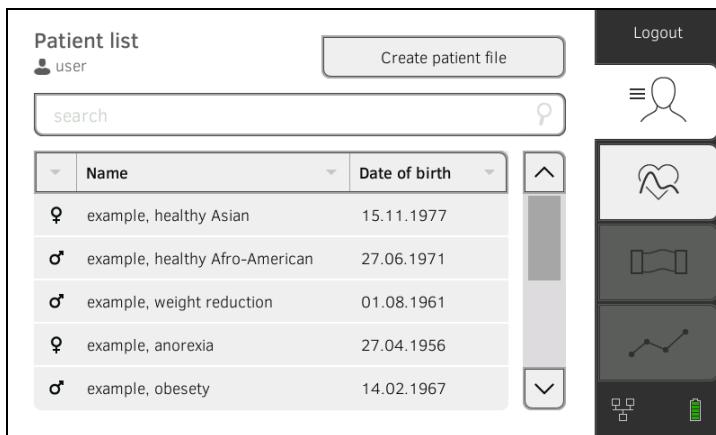 Patient list
user
Create patient file
Logout
search
Name Date of birth
♀ example, healthy Asian 15.11.1977
♂ example, healthy Afro-American 27.06.1971
♂ example, weight reduction 01.08.1961
♀ example, anorexia 27.04.1956
♂ example, obesety 14.02.1967